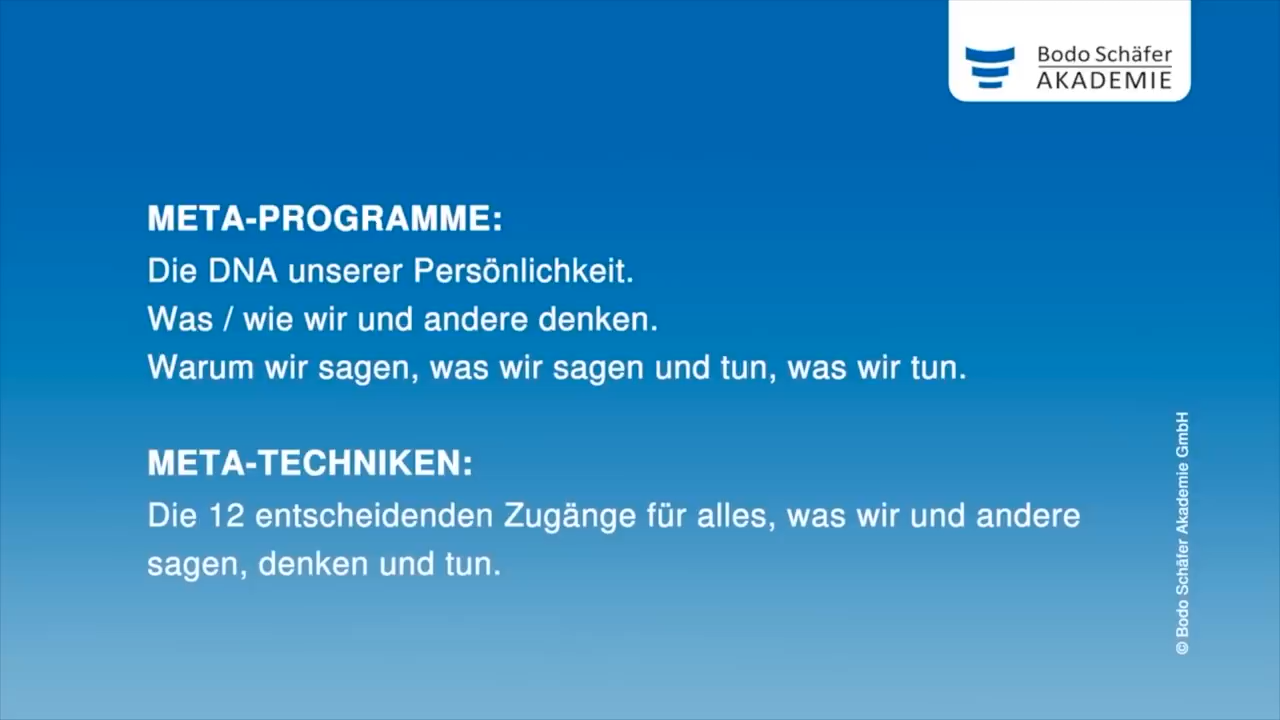 Bodo Schäfer
AKADEMIE
META-PROGRAMME:
Die DNA unserer Persönlichkeit.
Was / wie wir und andere denken.
Warum wir sagen, was wir sagen und tun, was wir tun.
META-TECHNIKEN:
Die 12 entscheidenden Zugänge für alles, was wir und andere
sagen, denken und tun.
© Bodo Schäfer Akademie GmbH